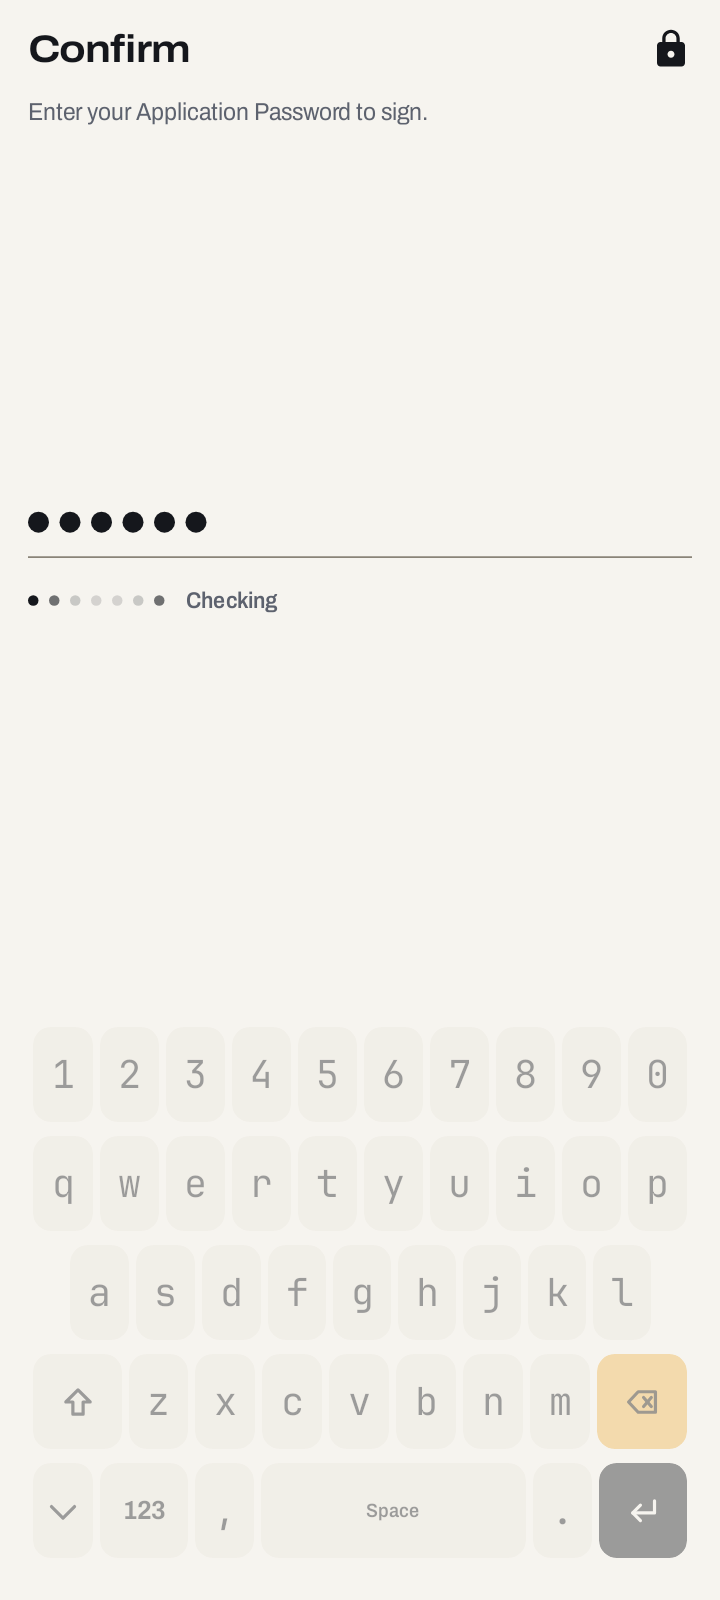 Confirm
Enter your Application Password to sign.
Checking
1 2 3 4 5 6 7 8 9 0
q w e r t y u i o p
a s d f g h j k l
z x c v b n m
123 , Space .